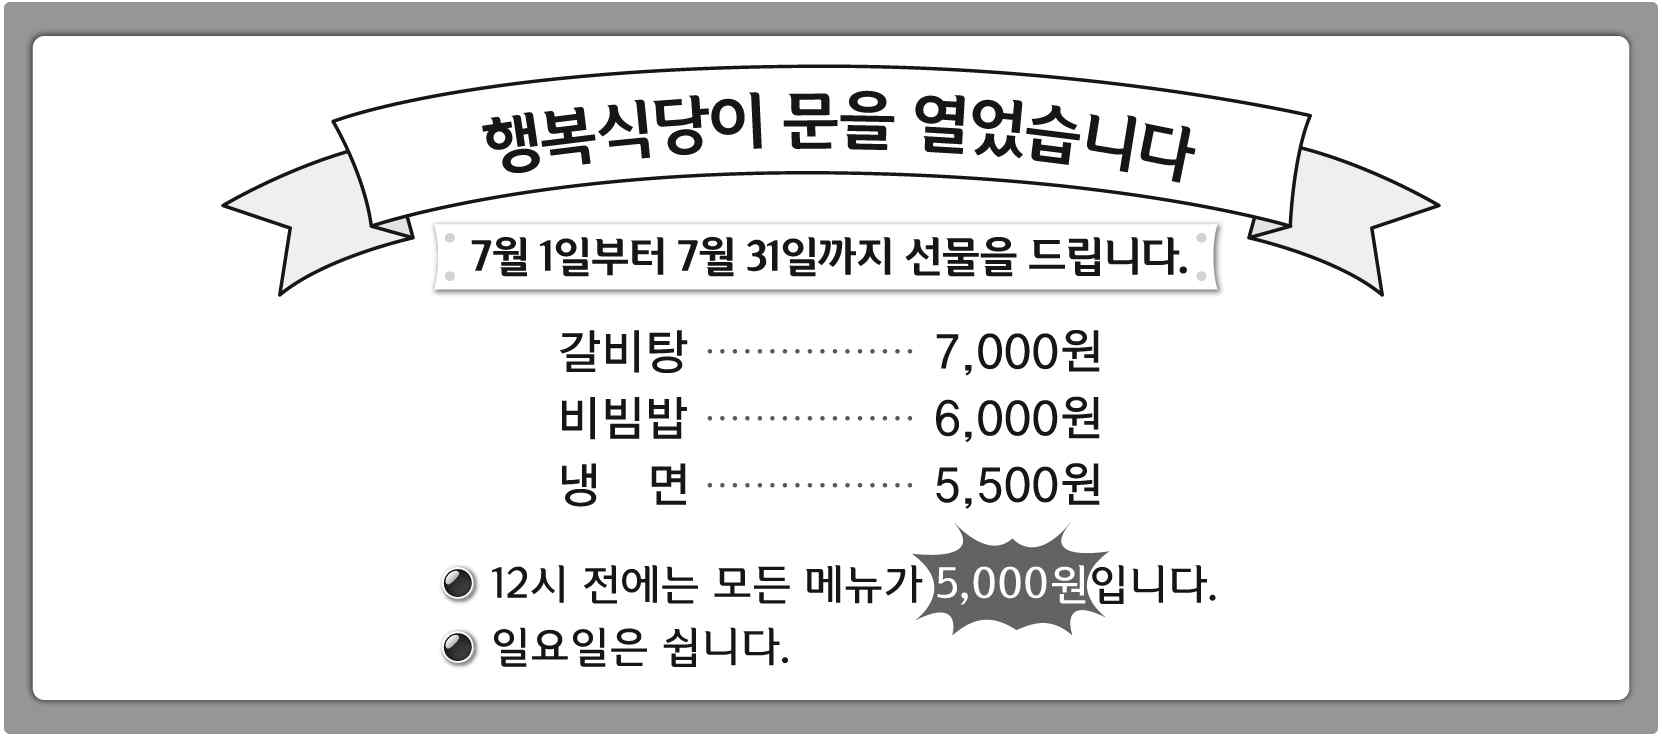 행복식당이 문을 열었습니다
7월 1일부터 7월 31일까지 선물을 드립니다.
갈비탕 ················· 7,000원
비빔밥 ················· 6,000원
냉 면 ················· 5,500원
12시 전에는 모든 메뉴가 5,000원입니다.
일요일은 쉽니다.